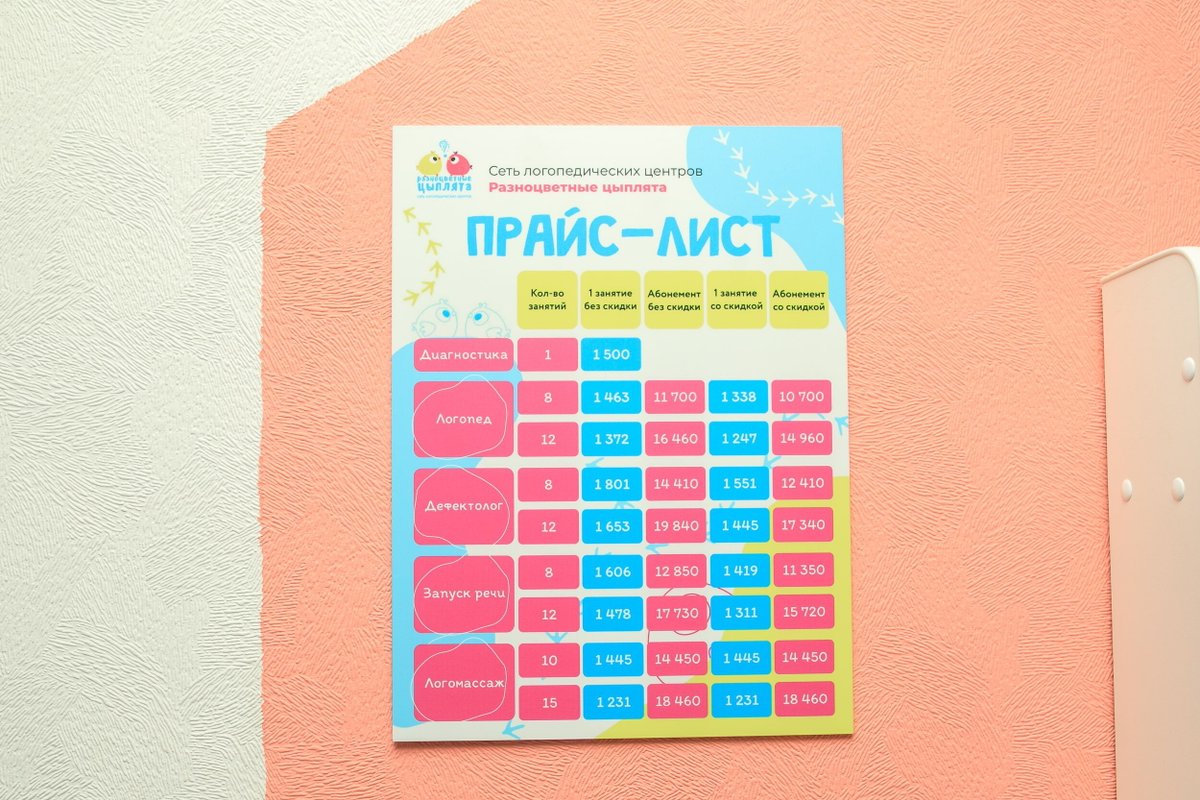 разноцветные
цыплята
сеть логопедических центров
Сеть логопедических центров
Разноцветные цыплята
ПРАЙС-ЛИСТ
Кол-во занятий 1 занятие без скидки Абонемент без скидки 1 занятие со скидкой Абонемент со скидкой
Диагностика 1 1 500
Логопед 8 1 463 11 700 1 338 10 700
12 1 372 16 460 1 247 14 960
Дефектолог 8 1 801 14 410 1 551 12 410
12 1 653 19 840 1 445 17 340
Запуск речи 8 1 606 12 850 1 419 11 350
12 1 478 17 730 1 311 15 720
Логомассаж 10 1 445 14 450 1 445 14 450
15 1 231 18 460 1 231 18 460